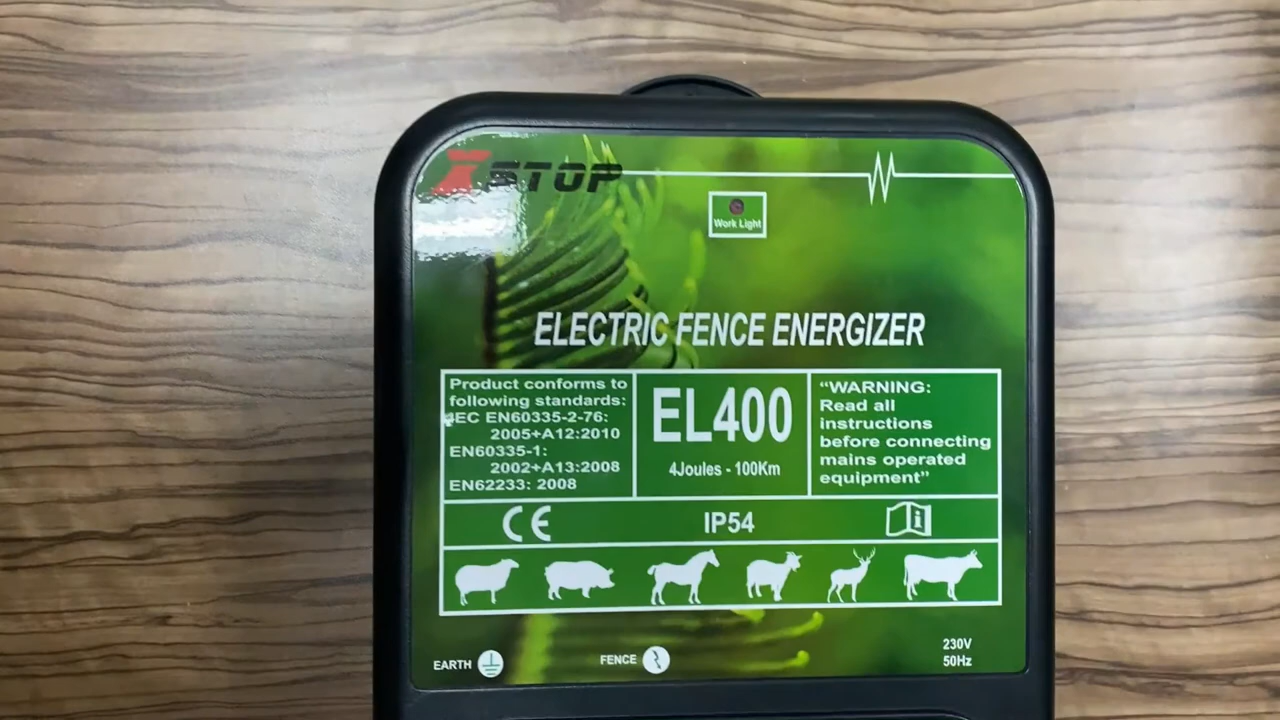 XSTOP
Work Light
ELECTRIC FENCE ENERGIZER
Product conforms to
following standards:
IEC EN60335-2-76:
2005+A12:2010
EN60335-1:
2002+A13:2008
EN62233: 2008
EL400
4Joules - 100Km
“WARNING:
Read all
instructions
before connecting
mains operated
equipment”
CE
IP54
EARTH
FENCE
230V
50Hz